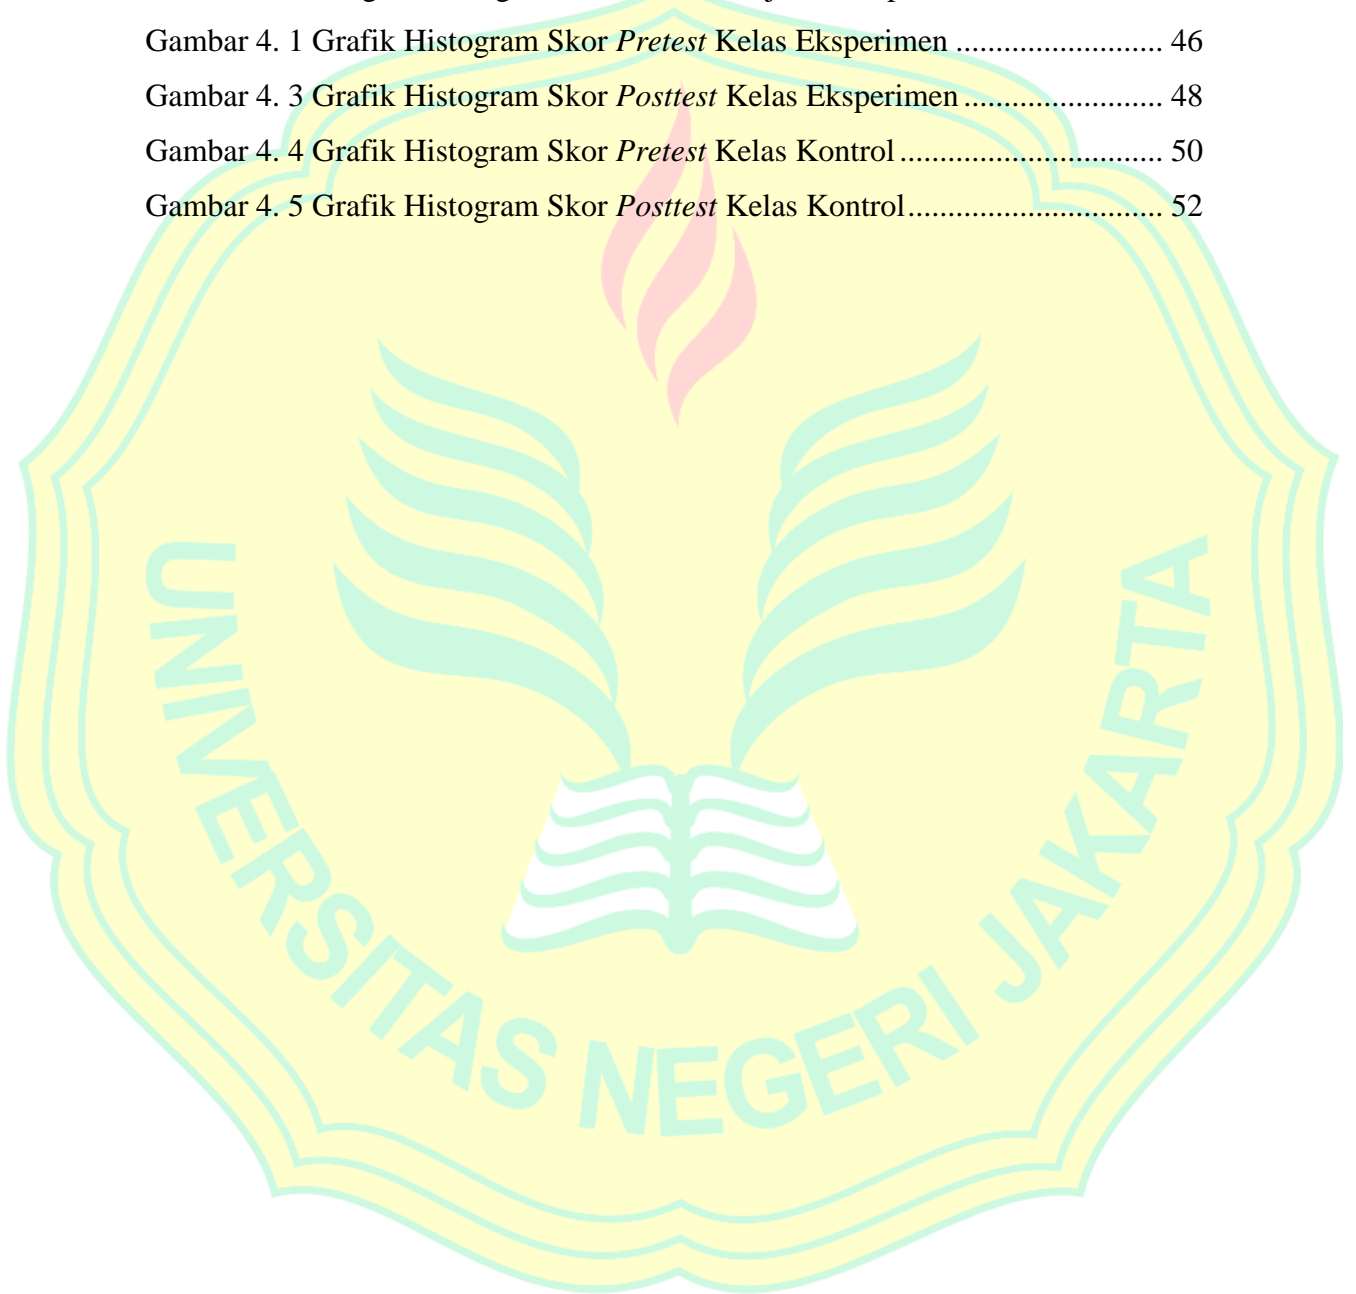 Gambar 4. 1 Grafik Histogram Skor Pretest Kelas Eksperimen ........................ 46
Gambar 4. 3 Grafik Histogram Skor Posttest Kelas Eksperimen ....................... 48
Gambar 4. 4 Grafik Histogram Skor Pretest Kelas Kontrol .............................. 50
Gambar 4. 5 Grafik Histogram Skor Posttest Kelas Kontrol............................. 52
UNIVERSITAS NEGERI JAKARTA